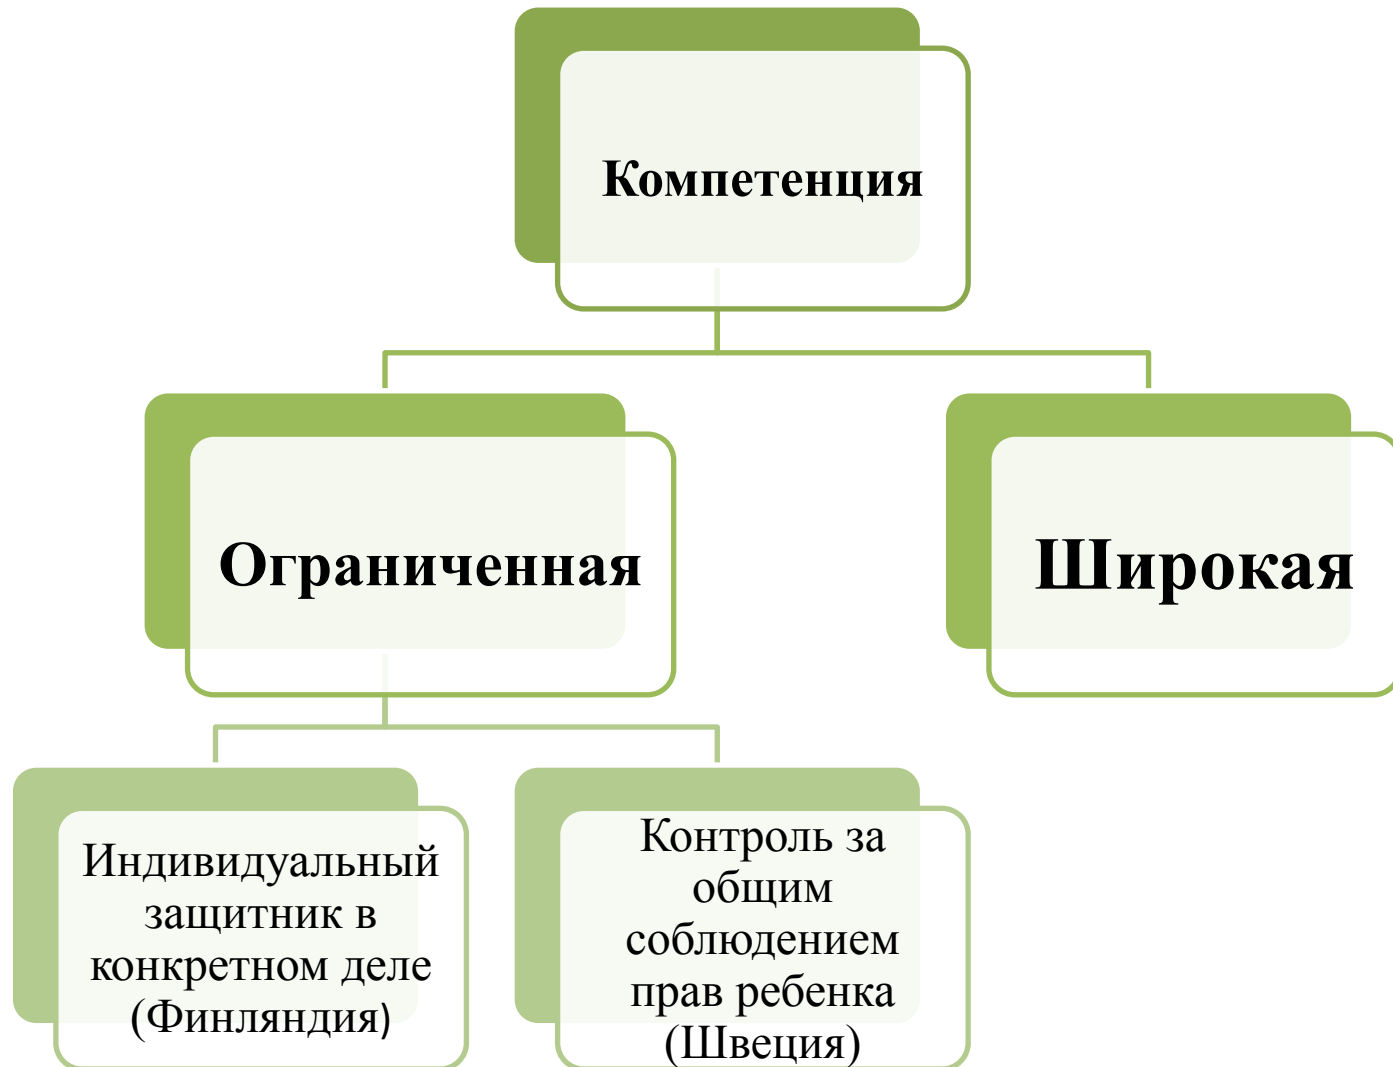 Компетенция
Ограниченная
Широкая
Индивидуальный
защитник в
конкретном деле
(Финляндия)
Контроль за
общим
соблюдением
прав ребенка
(Швеция)